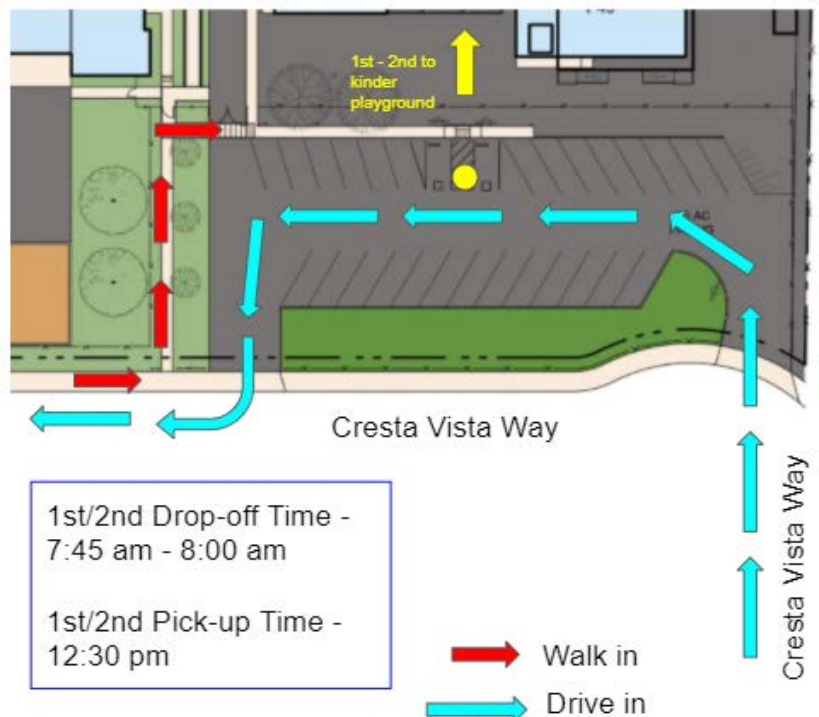 1st - 2nd to
kinder
playground
Cresta Vista Way
Cresta Vista Way
1st/2nd Drop-off Time -
7:45 am - 8:00 am
1st/2nd Pick-up Time -
12:30 pm
Walk in
Drive in